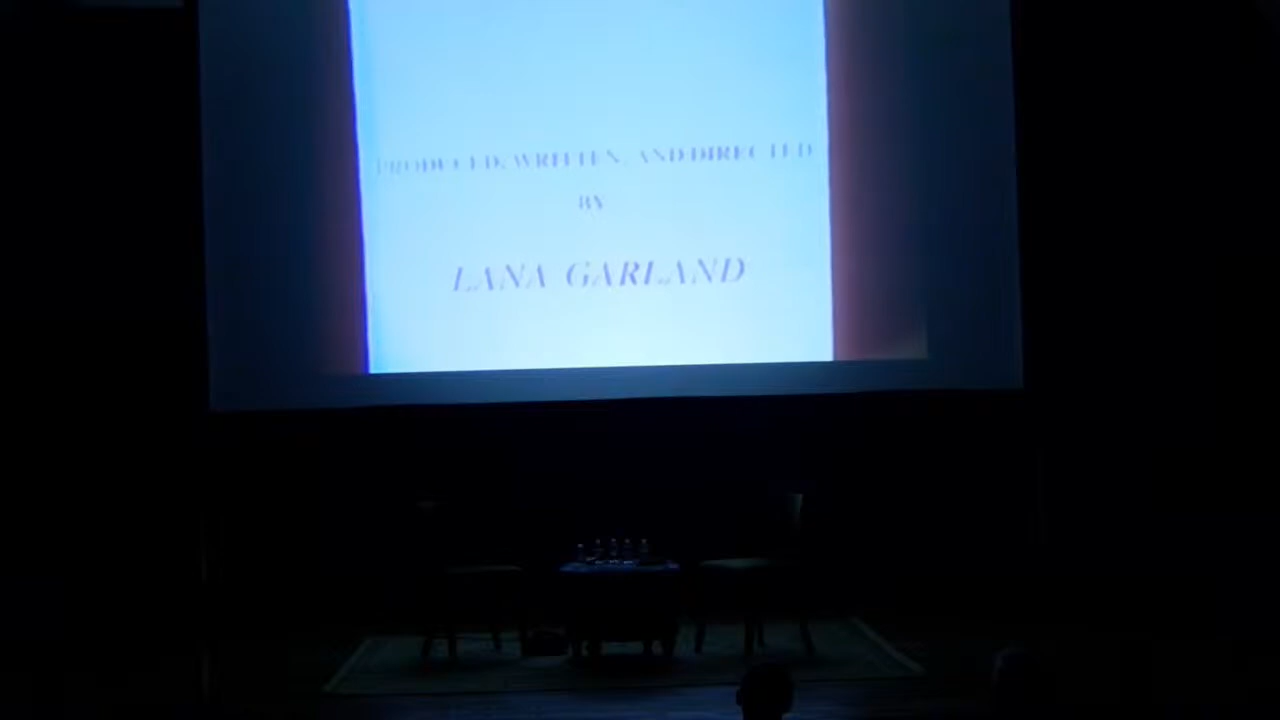 PRODUCED, WRITTEN, AND DIRECTED
BY
LANA GARLAND